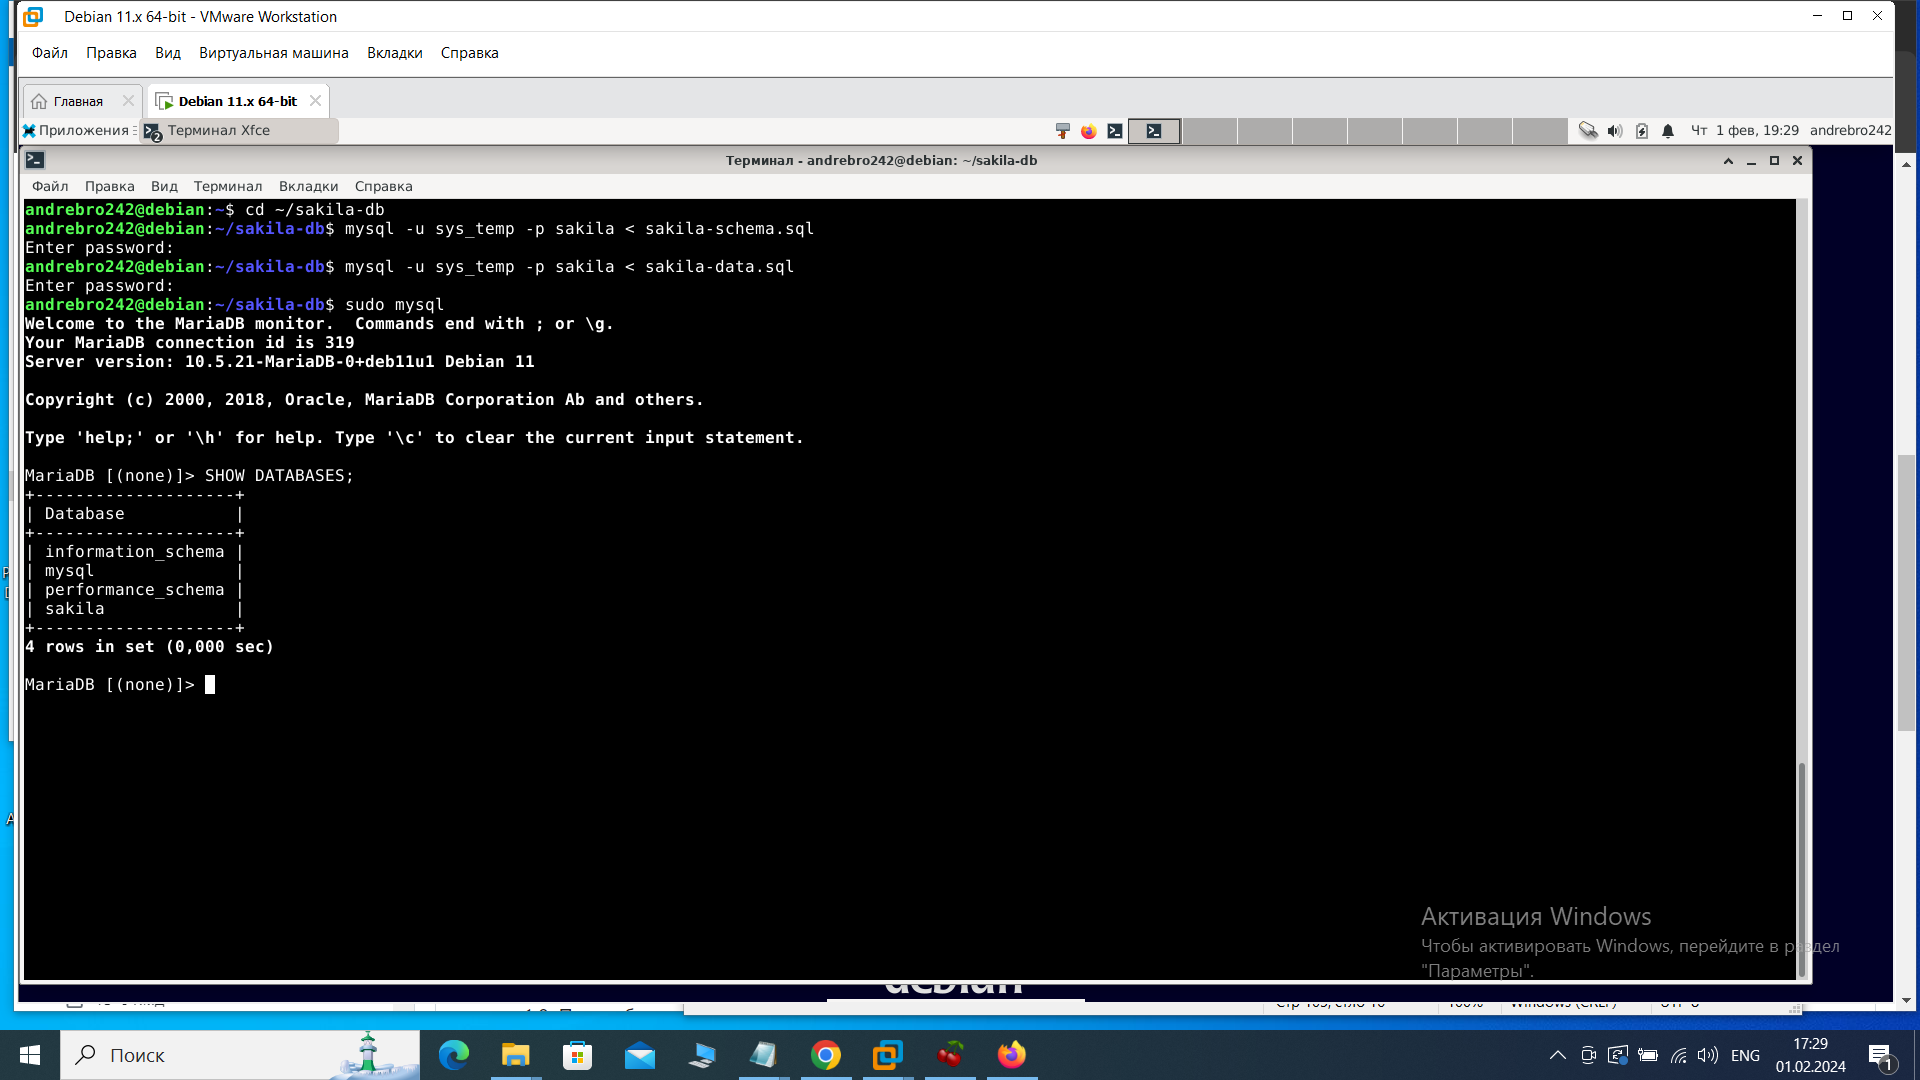 Debian 11.x 64-bit - VMware Workstation
Файл Правка Вид Виртуальная машина Вкладки Справка
Главная Debian 11.x 64-bit
Приложения Терминал Xfce Чт 1 фев, 19:29 andrebro242
Терминал - andrebro242@debian: ~/sakila-db
Файл Правка Вид Терминал Вкладки Справка
andrebro242@debian:~$ cd ~/sakila-db
andrebro242@debian:~/sakila-db$ mysql -u sys_temp -p sakila < sakila-schema.sql
Enter password:
andrebro242@debian:~/sakila-db$ mysql -u sys_temp -p sakila < sakila-data.sql
Enter password:
andrebro242@debian:~/sakila-db$ sudo mysql
Welcome to the MariaDB monitor.  Commands end with ; or \g.
Your MariaDB connection id is 319
Server version: 10.5.21-MariaDB-0+deb11u1 Debian 11
Copyright (c) 2000, 2018, Oracle, MariaDB Corporation Ab and others.
Type 'help;' or '\h' for help. Type '\c' to clear the current input statement.
MariaDB [(none)]> SHOW DATABASES;
+--------------------+
| Database           |
+--------------------+
| information_schema |
| mysql              |
| performance_schema |
| sakila             |
+--------------------+
4 rows in set (0,000 sec)
MariaDB [(none)]>
Активация Windows
Чтобы активировать Windows, перейдите в раздел
"Параметры".
debian
Поиск
ENG
17:29
01.02.2024
1